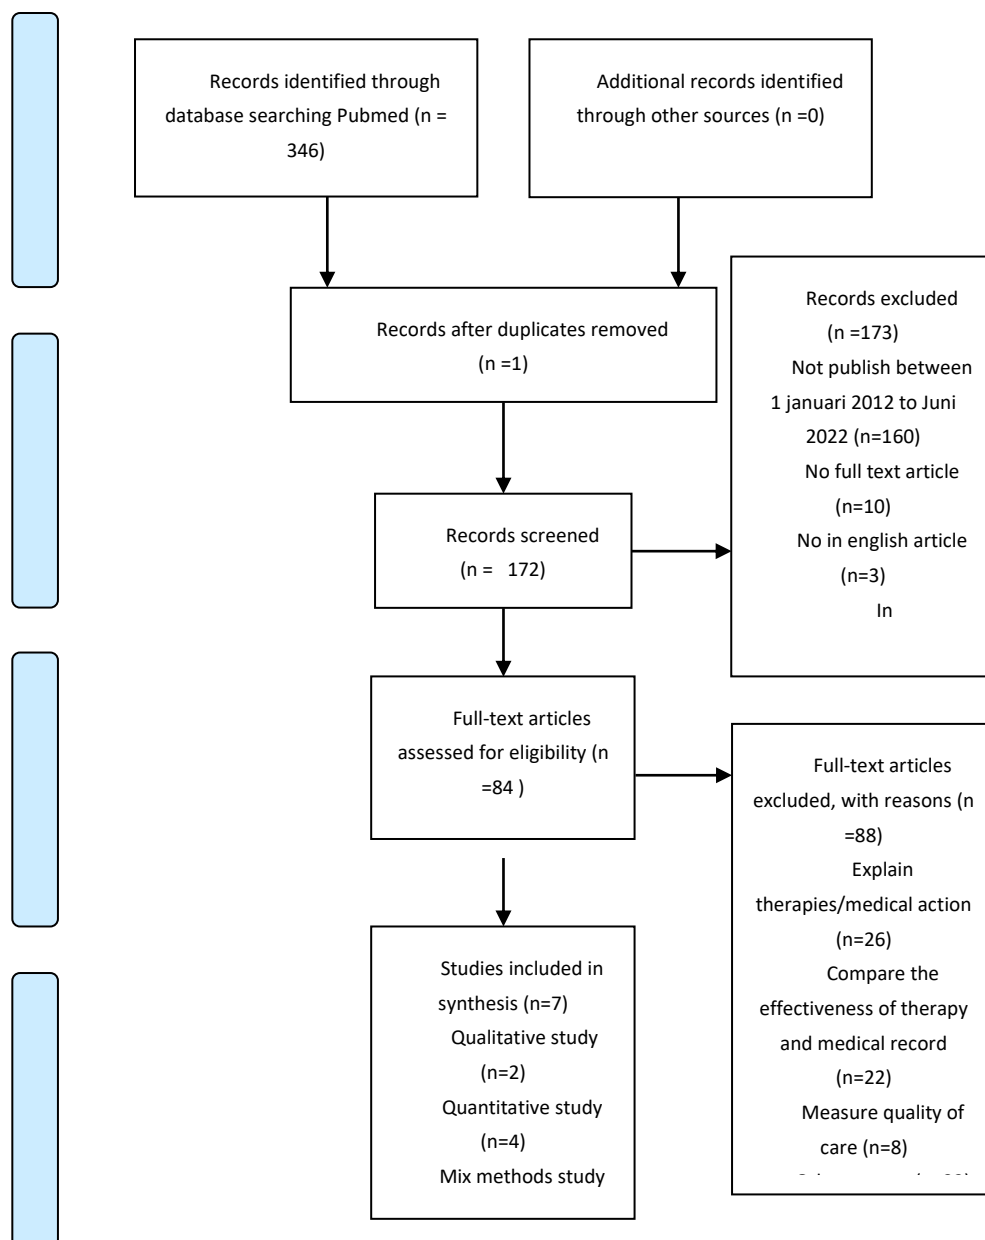 Records identified through
database searching Pubmed (n =
346)
Additional records identified
through other sources (n =0)
Records after duplicates removed
(n =1)
Records excluded
(n =173)
Not publish between
1 januari 2012 to Juni
2022 (n=160)
No full text article
(n=10)
No in english article
(n=3)
In
Records screened
(n =   172)
Full-text articles
assessed for eligibility (n
=84 )
Full-text articles
excluded, with reasons (n
=88)
Explain
therapies/medical action
(n=26)
Compare the
effectiveness of therapy
and medical record
(n=22)
Measure quality of
care (n=8)
Studies included in
synthesis (n=7)
Qualitative study
(n=2)
Quantitative study
(n=4)
Mix methods study